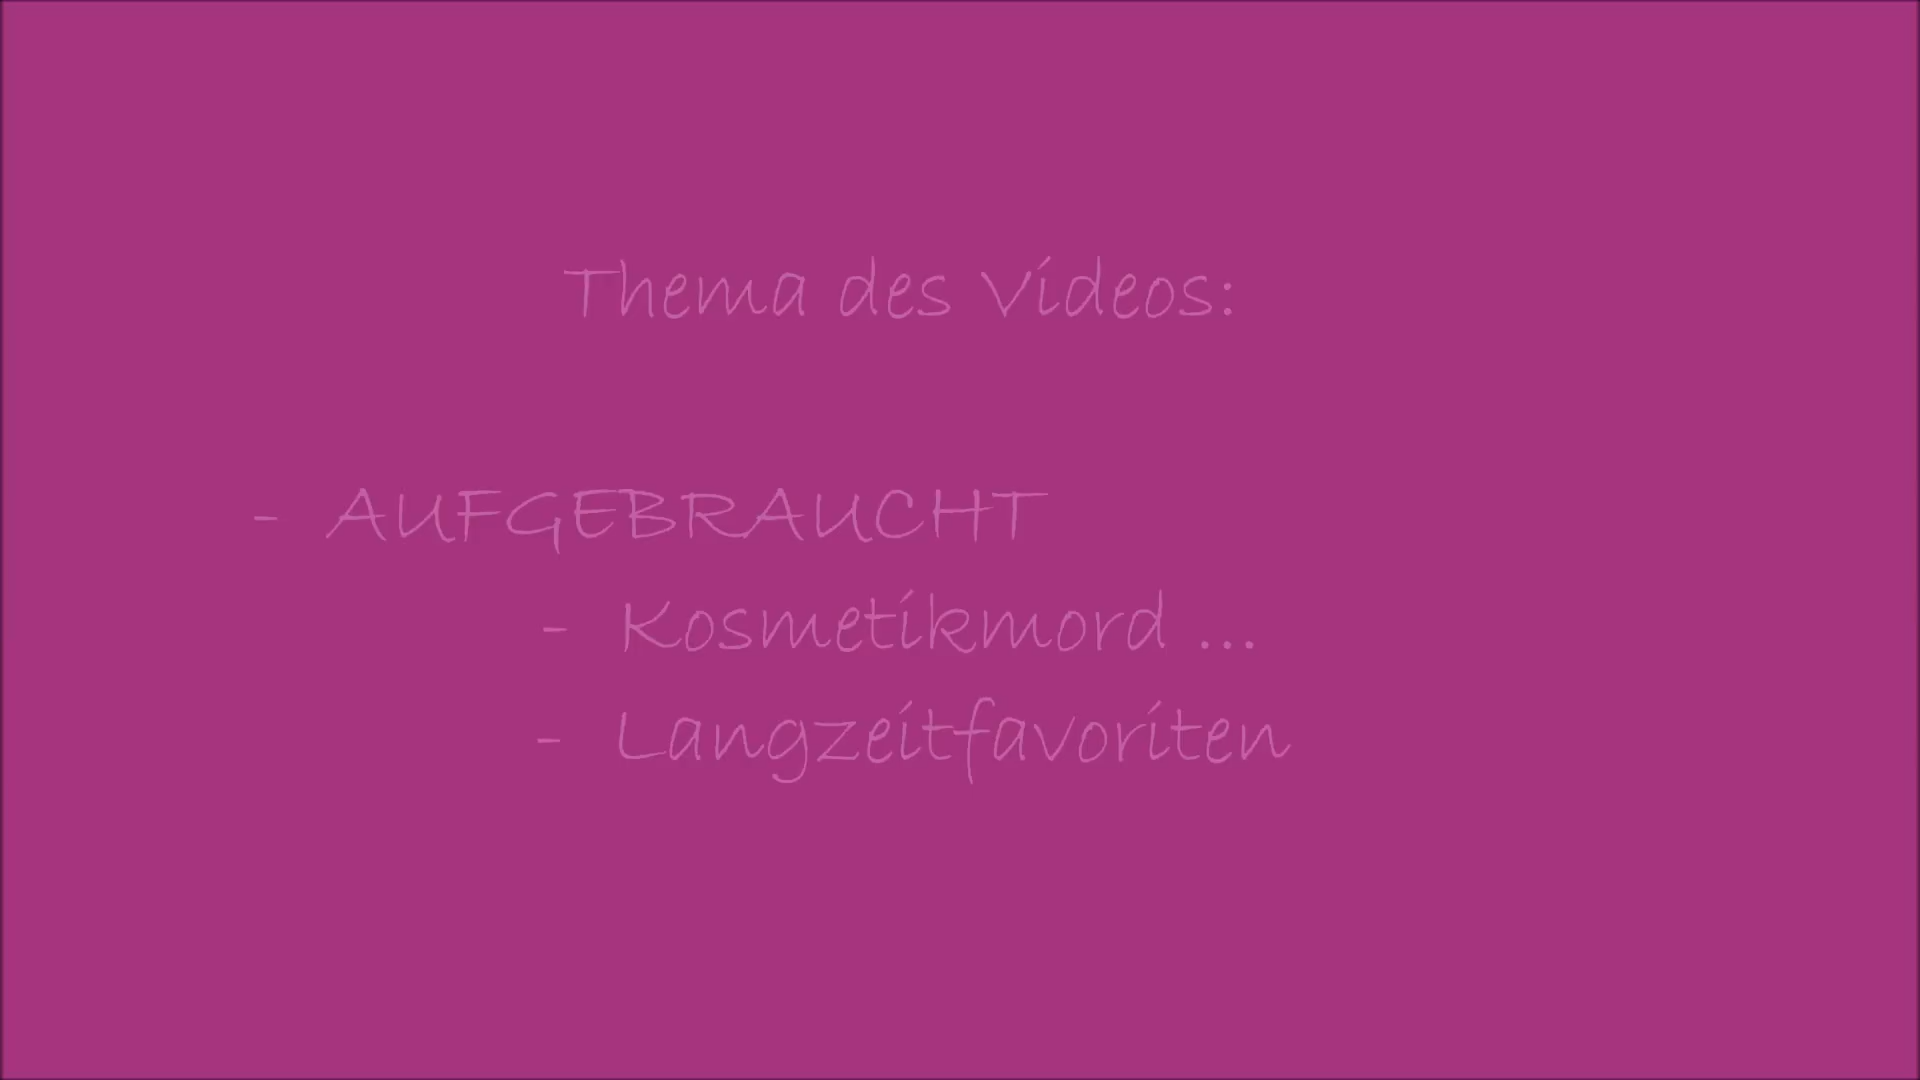 Thema des Videos:
- AUFGEBRAUCHT
- Kosmetikmord ...
- Langzeitfavoriten